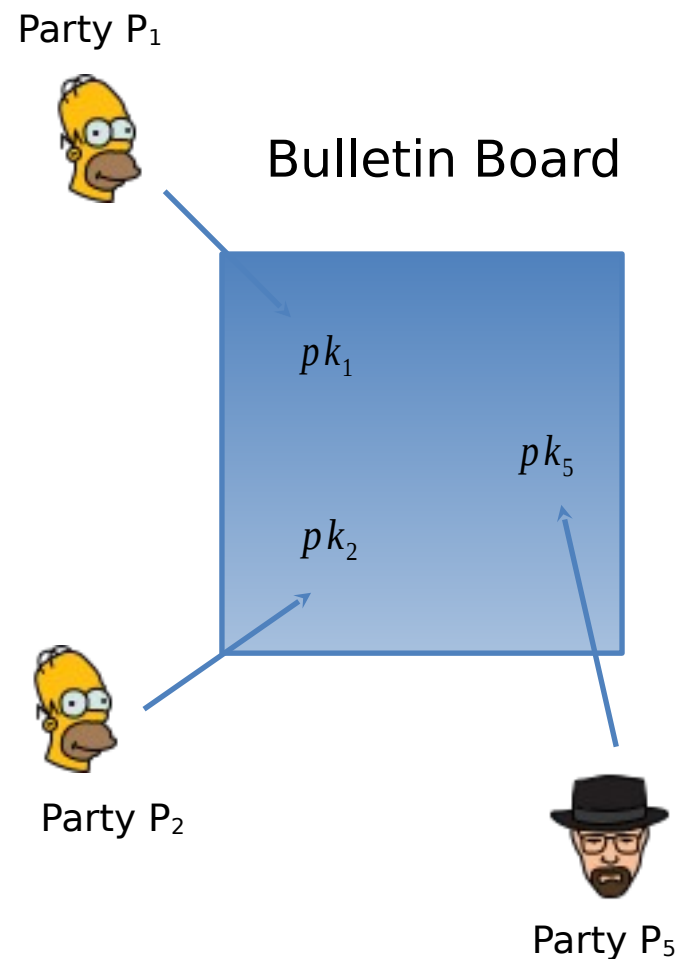 Party P₁
Bulletin Board
pk₁
pk₅
pk₂
Party P₂
Party P₅